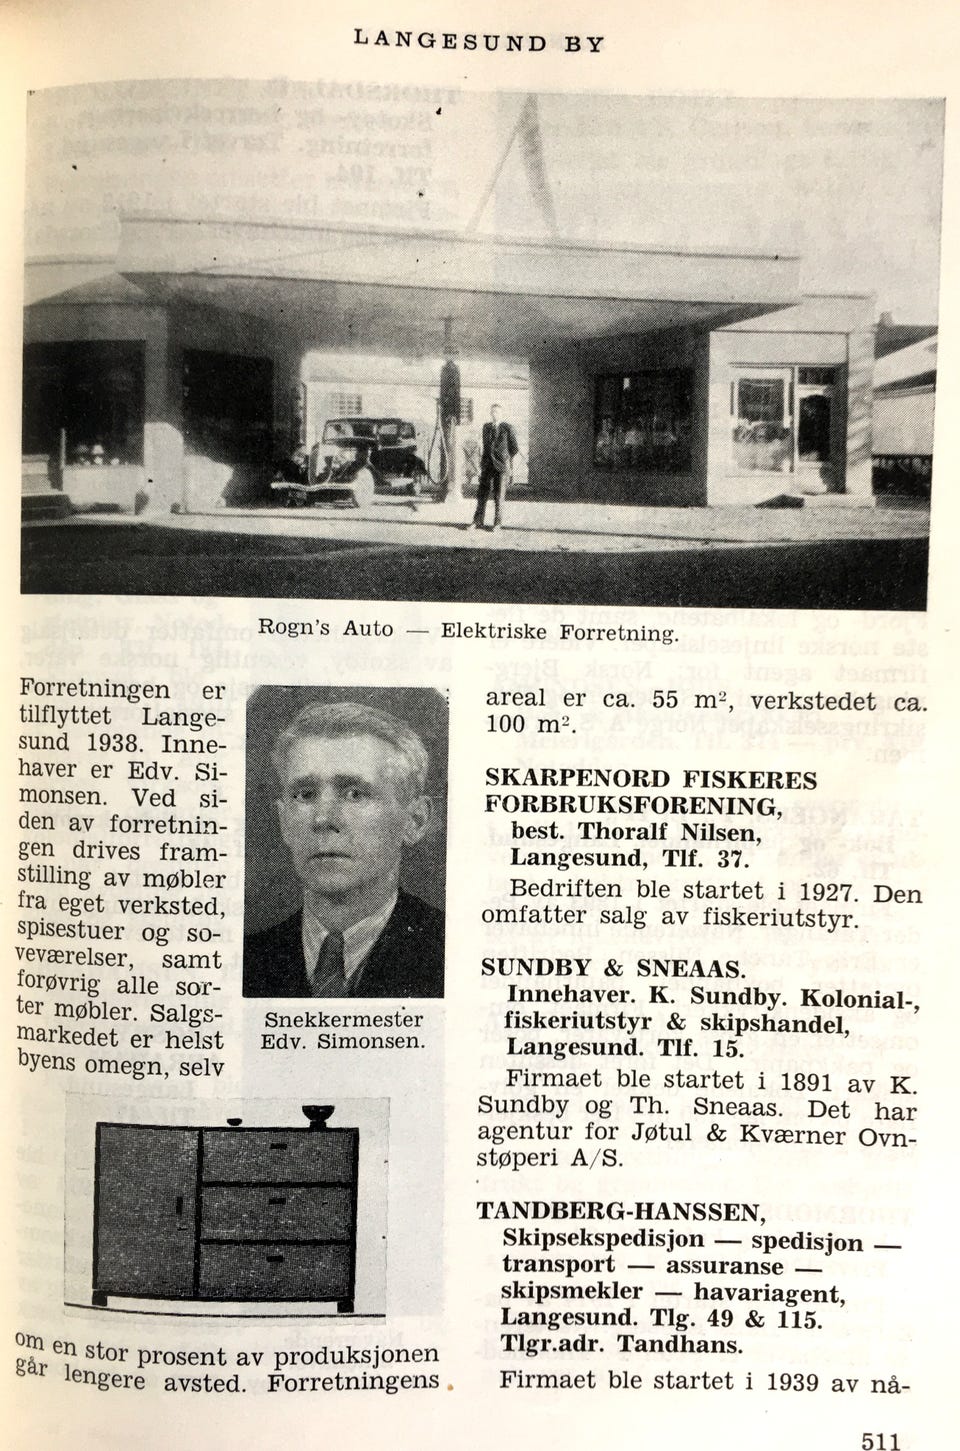 LANGESUND BY
Rogn's Auto — Elektriske Forretning.
Forretningen er
tilflyttet Lange-
sund 1938. Inne-
haver er Edv. Si-
monsen. Ved si-
den av forretnin-
gen drives fram-
stilling av møbler
fra eget verksted,
spisestuer og so-
veværelser, samt
forøvrig alle sor-
ter møbler. Salgs-
markedet er helst
byens omegn, selv
Snekkermester
Edv. Simonsen.
om en stor prosent av produksjonen
går lengere avsted. Forretningens
areal er ca. 55 m², verkstedet ca.
100 m².
SKARPENORD FISKERES
FORBRUKSFORENING,
best. Thoralf Nilsen,
Langesund, Tlf. 37.
Bedriften ble startet i 1927. Den
omfatter salg av fiskeriutstyr.
SUNDBY & SNEAAS.
Innehaver. K. Sundby. Kolonial-,
fiskeriutstyr & skipshandel,
Langesund. Tlf. 15.
Firmaet ble startet i 1891 av K.
Sundby og Th. Sneaas. Det har
agentur for Jøtul & Kværner Ovn-
støperi A/S.
TANDBERG-HANSSEN,
Skipsekspedisjon — spedisjon —
transport — assuranse —
skipsmekler — havariagent,
Langesund. Tlg. 49 & 115.
Tlgr.adr. Tandhans.
Firmaet ble startet i 1939 av nå-
511